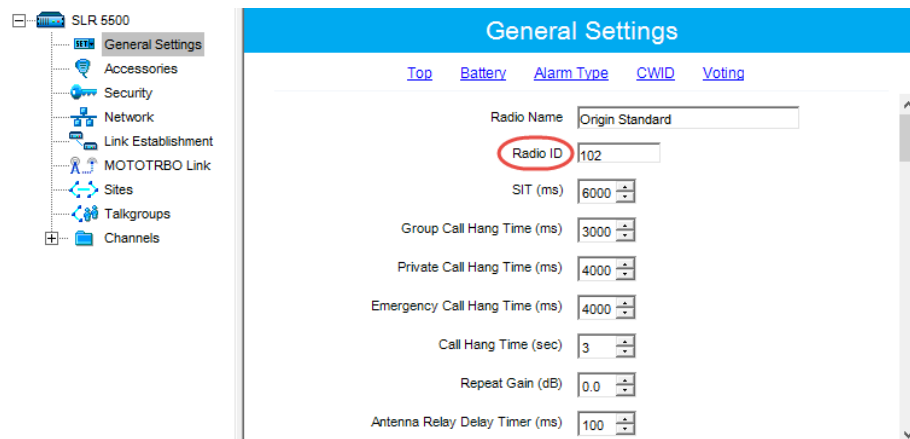 SLR 5500
General Settings
Accessories
Security
Network
Link Establishment
MOTOTRBO Link
Sites
Talkgroups
Channels
General Settings
Top Battery Alarm Type CWID Voting
Radio Name Origin Standard
Radio ID 102
SIT (ms) 6000
Group Call Hang Time (ms) 3000
Private Call Hang Time (ms) 4000
Emergency Call Hang Time (ms) 4000
Call Hang Time (sec) 3
Repeat Gain (dB) 0.0
Antenna Relay Delay Timer (ms) 100